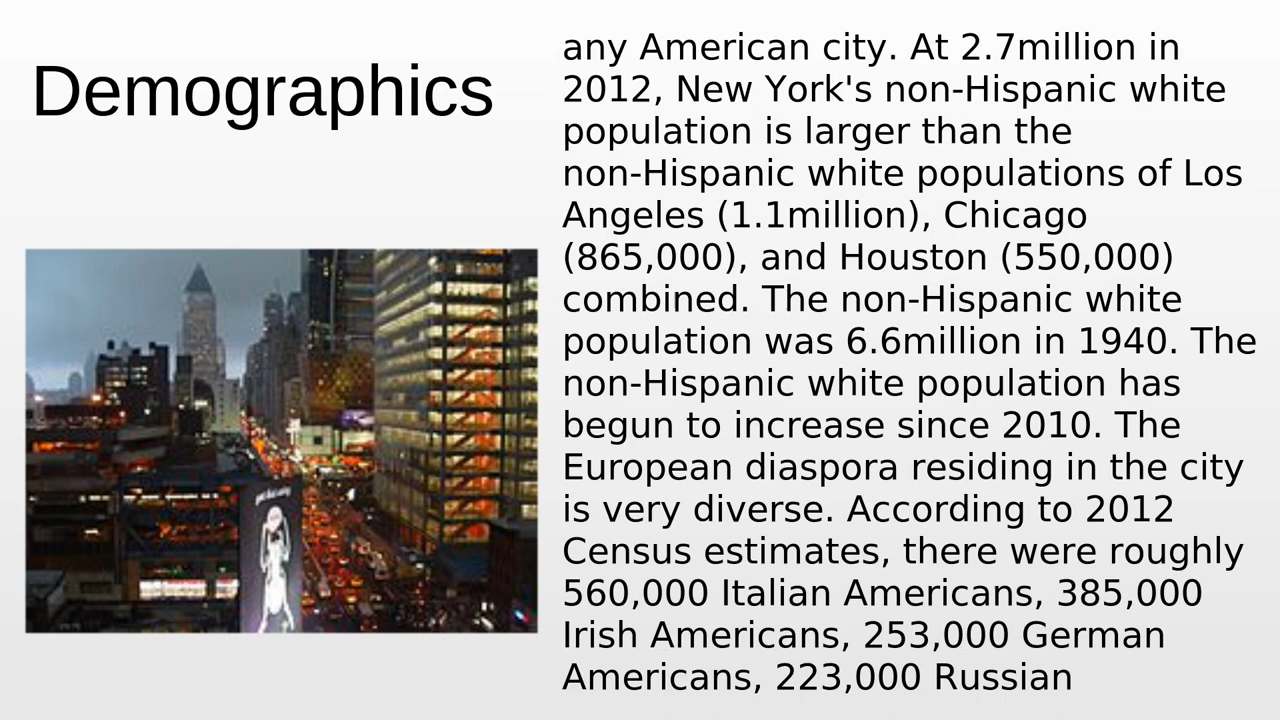 Demographics
any American city. At 2.7million in
2012, New York's non-Hispanic white
population is larger than the
non-Hispanic white populations of Los
Angeles (1.1million), Chicago
(865,000), and Houston (550,000)
combined. The non-Hispanic white
population was 6.6million in 1940. The
non-Hispanic white population has
begun to increase since 2010. The
European diaspora residing in the city
is very diverse. According to 2012
Census estimates, there were roughly
560,000 Italian Americans, 385,000
Irish Americans, 253,000 German
Americans, 223,000 Russian